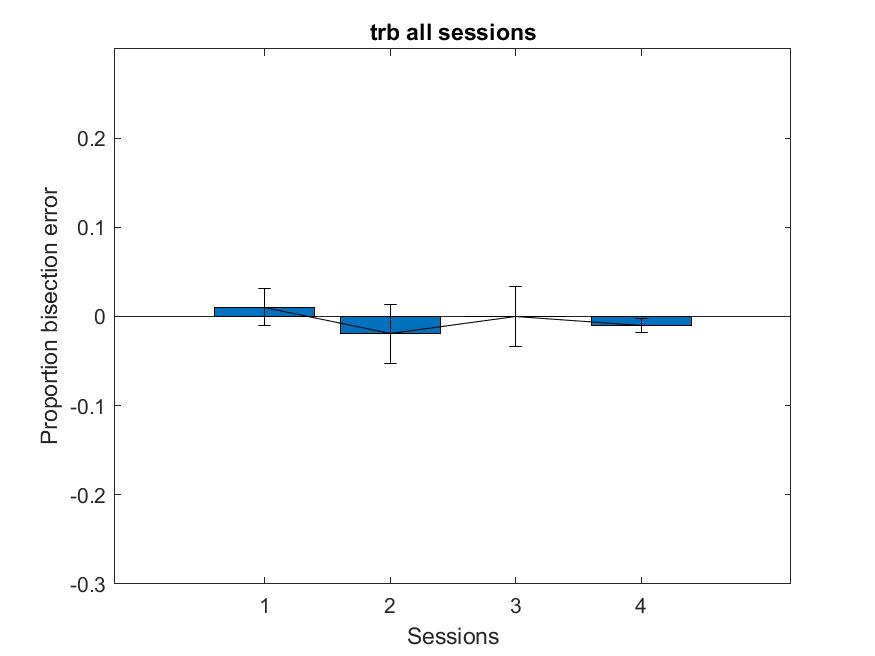 trb all sessions
Proportion bisection error
0.2
0.1
0
-0.1
-0.2
-0.3
1 2 3 4
Sessions